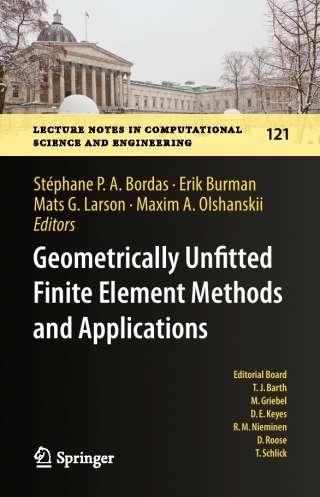 LECTURE NOTES IN COMPUTATIONAL
SCIENCE AND ENGINEERING
121
Stéphane P. A. Bordas · Erik Burman
Mats G. Larson · Maxim A. Olshanskii
Editors
Geometrically Unfitted
Finite Element Methods
and Applications
Editorial Board
T. J. Barth
M. Griebel
D. E. Keyes
R. M. Nieminen
D. Roose
T. Schlick
Springer